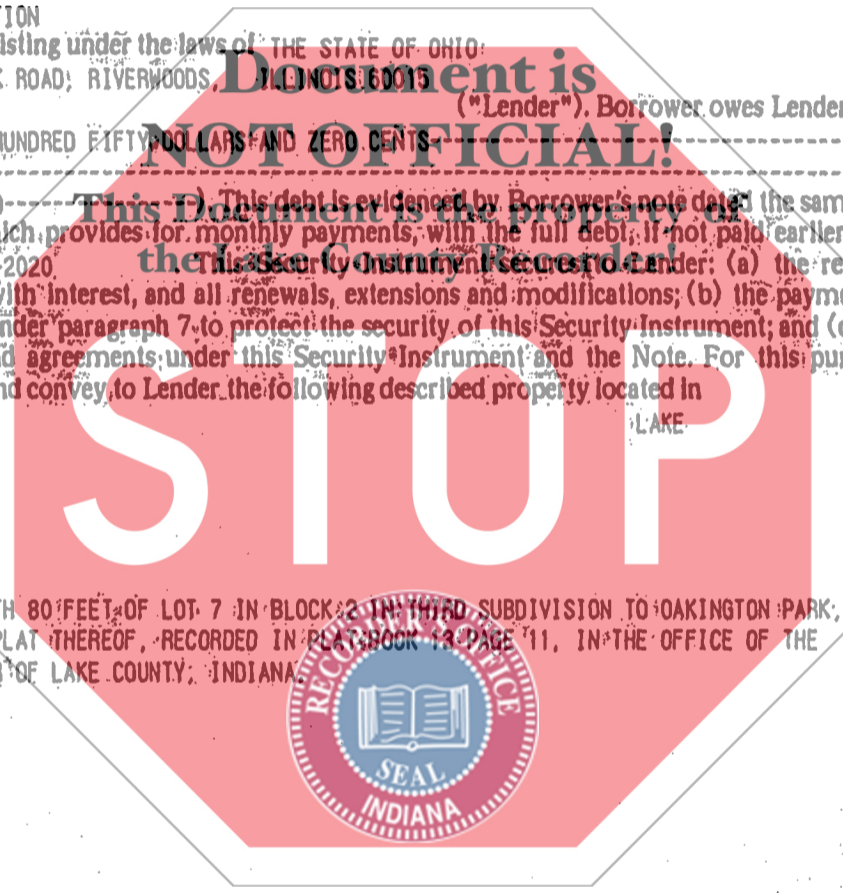 TION
isting under the laws of THE STATE OF OHIO
K ROAD, RIVERWOODS, ILLINOIS 60015
Document is
("Lender"). Borrower owes Lender
HUNDRED FIFTY DOLLARS AND ZERO CENTS
NOT OFFICIAL!
). This debt is evidenced by Borrower's note dated the sam
This Document is the property of
ich provides for monthly payments, with the full debt, if not paid earlier
2020. This Security Instrument secures to Lender: (a) the re
the Lake County Recorder!
with interest, and all renewals, extensions and modifications; (b) the payme
nder paragraph 7 to protect the security of this Security Instrument; and (c
d agreements under this Security Instrument and the Note. For this pur
nd convey to Lender the following described property located in
LAKE
STOP
TH 80 FEET OF LOT 7 IN BLOCK 2 IN THIRD SUBDIVISION TO OAKINGTON PARK,
PLAT THEREOF, RECORDED IN PLAT BOOK PAGE 11, IN THE OFFICE OF THE
R OF LAKE COUNTY, INDIANA.
RECORDER'S OFFICE
SEAL
INDIANA